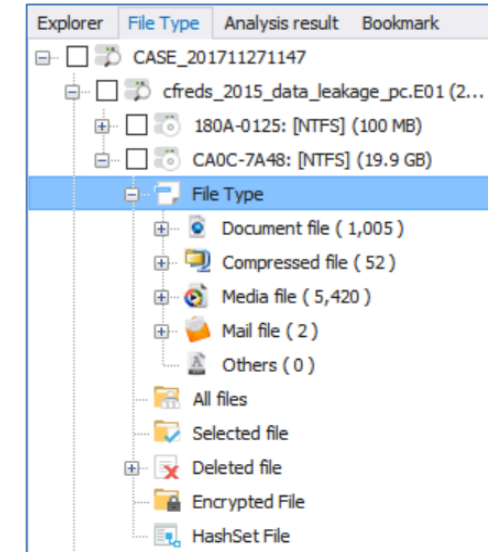 Explorer File Type Analysis result Bookmark
CASE_201711271147
cfreds_2015_data_leakage_pc.E01 (2...
180A-0125: [NTFS] (100 MB)
CA0C-7A48: [NTFS] (19.9 GB)
File Type
Document file ( 1,005 )
Compressed file ( 52 )
Media file ( 5,420 )
Mail file ( 2 )
Others ( 0 )
All files
Selected file
Deleted file
Encrypted File
HashSet File